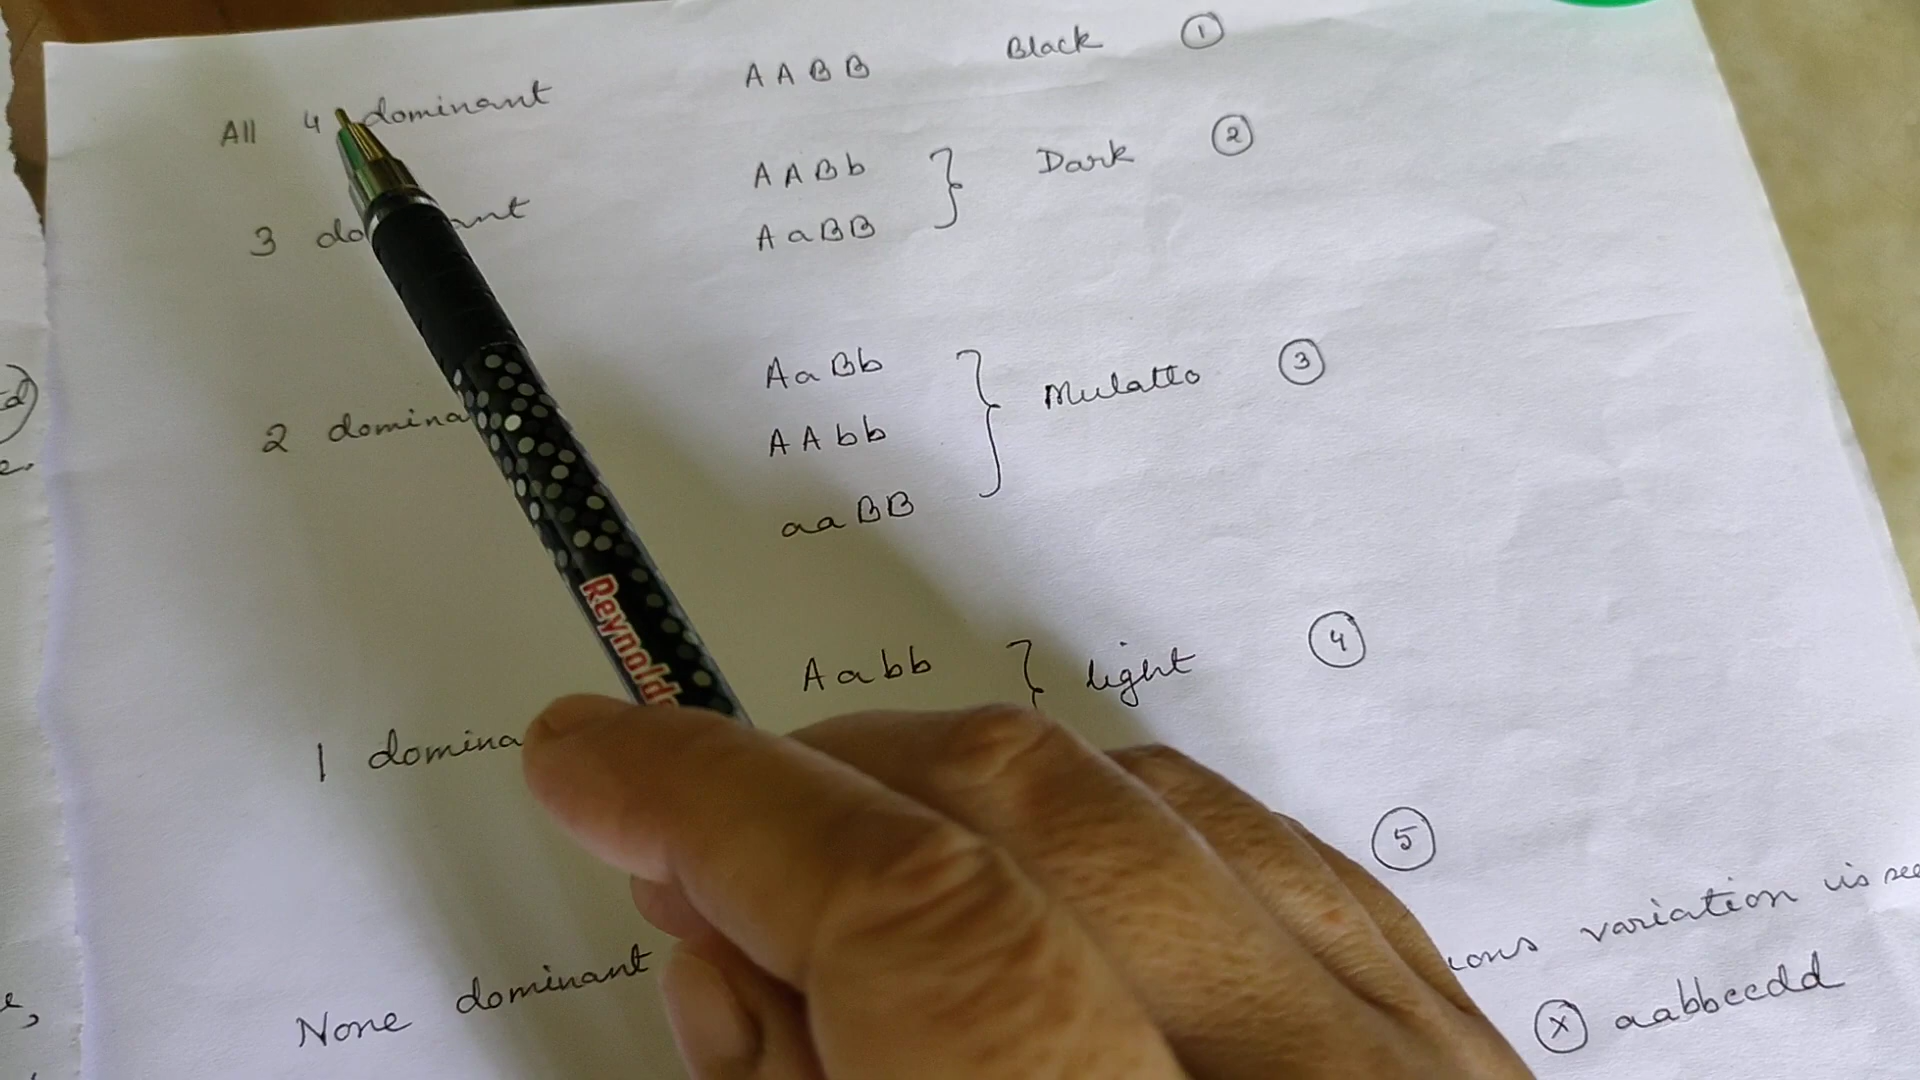 All 4 dominant AABB Black ①
3 AABb } Dark ②
AaBB
AaBb
2 AAbb } Mulatto ③
aaBB
Aabb } light ④
1
⑤
None dominant
variation is
ⓧ aabbccdd
Reynolds